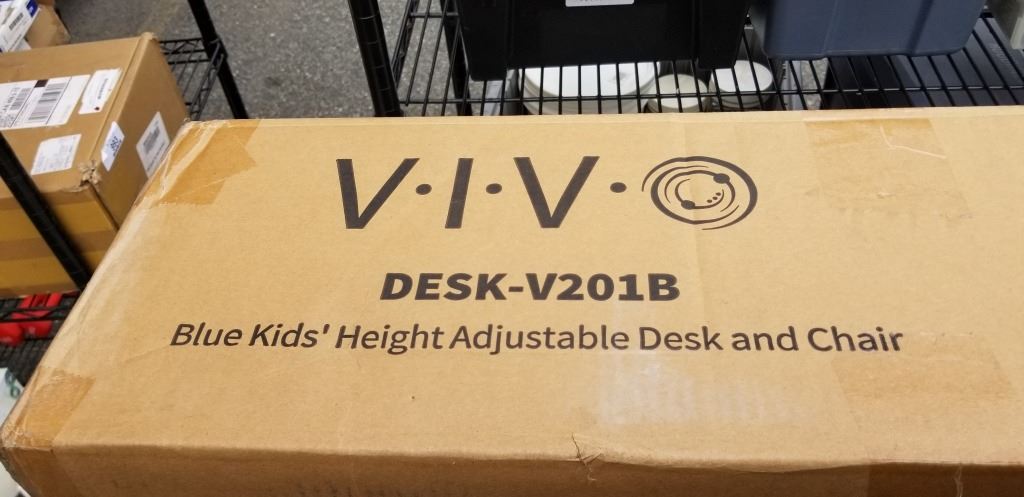 V·I·V·O
DESK-V201B
Blue Kids' Height Adjustable Desk and Chair